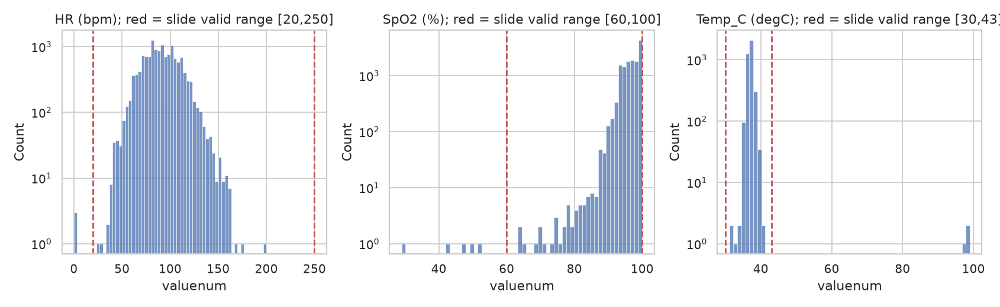 HR (bpm); red = slide valid range [20,250]
Count
10³
10²
10¹
10⁰
0 50 100 150 200 250
valuenum
SpO2 (%); red = slide valid range [60,100]
Count
10³
10²
10¹
10⁰
40 60 80 100
valuenum
Temp_C (degC); red = slide valid range [30,43]
Count
10³
10²
10¹
10⁰
40 60 80 100
valuenum